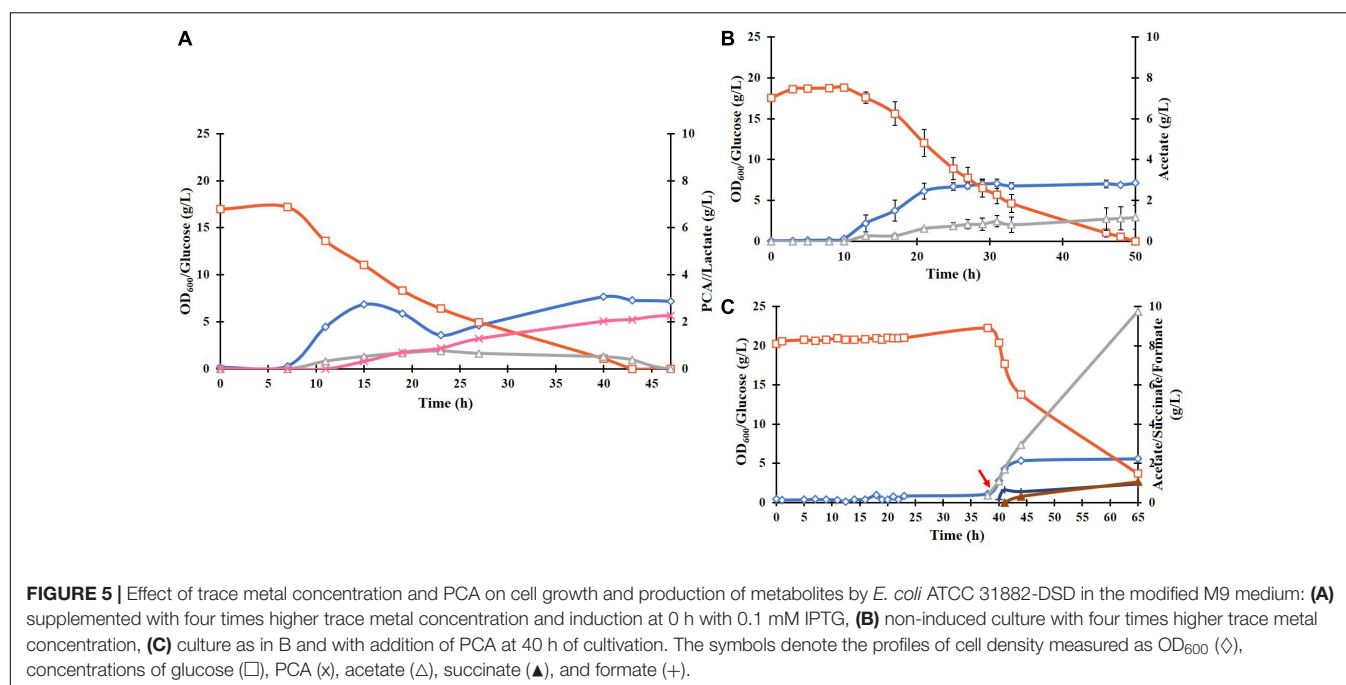 A
OD600/Glucose (g/L)
25
20
15
10
5
0
0 5 10 15 20 25 30 35 40 45
Time (h)
10
8
6
4
2
0
PCA//Lactate (g/L)
B
OD600/Glucose (g/L)
25
20
15
10
5
0
0 10 20 30 40 50
Time (h)
10
8
6
4
2
0
Acetate (g/L)
C
OD600/Glucose (g/L)
25
20
15
10
5
0
0 5 10 15 20 25 30 35 40 45 50 55 60 65
Time (h)
10
8
6
4
2
0
Acetate/Succinate/Formate
(g/L)
FIGURE 5 | Effect of trace metal concentration and PCA on cell growth and production of metabolites by E. coli ATCC 31882-DSD in the modified M9 medium: (A)
supplemented with four times higher trace metal concentration and induction at 0 h with 0.1 mM IPTG, (B) non-induced culture with four times higher trace metal
concentration, (C) culture as in B and with addition of PCA at 40 h of cultivation. The symbols denote the profiles of cell density measured as OD600 (◊),
concentrations of glucose (□), PCA (x), acetate (△), succinate (▲), and formate (+).